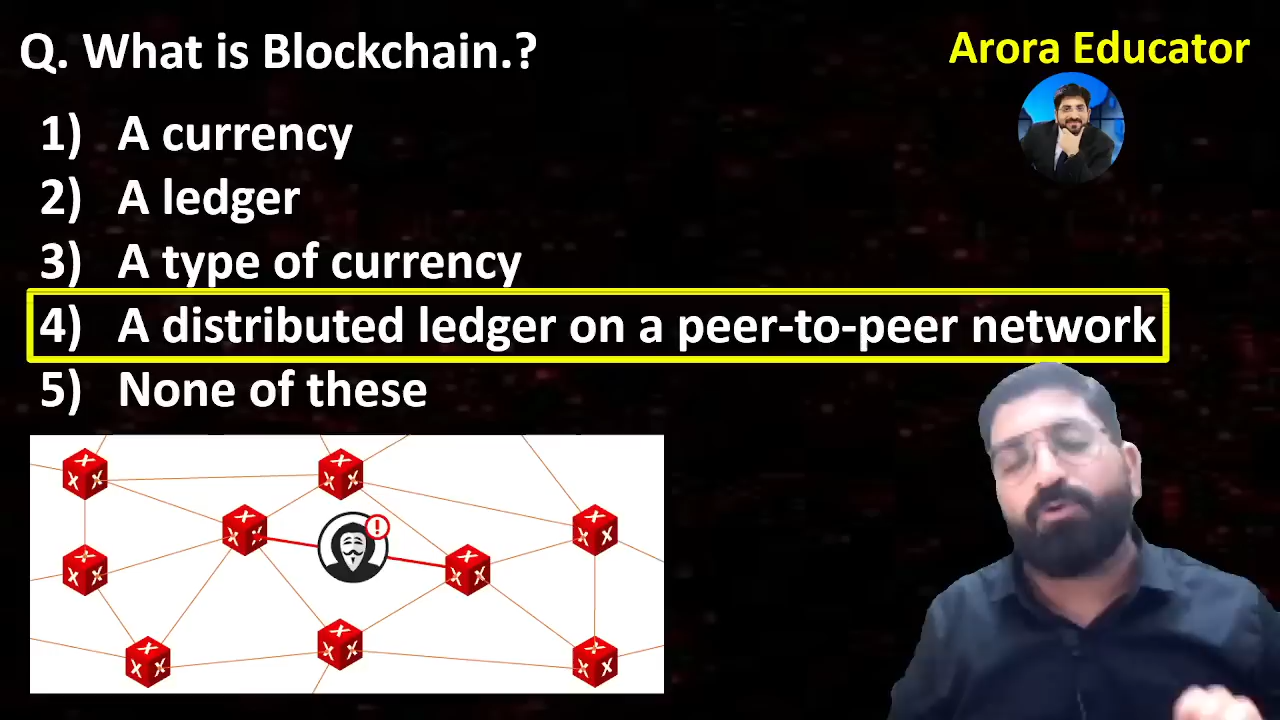 Q. What is Blockchain.?
Arora Educator
1) A currency
2) A ledger
3) A type of currency
4) A distributed ledger on a peer-to-peer network
5) None of these